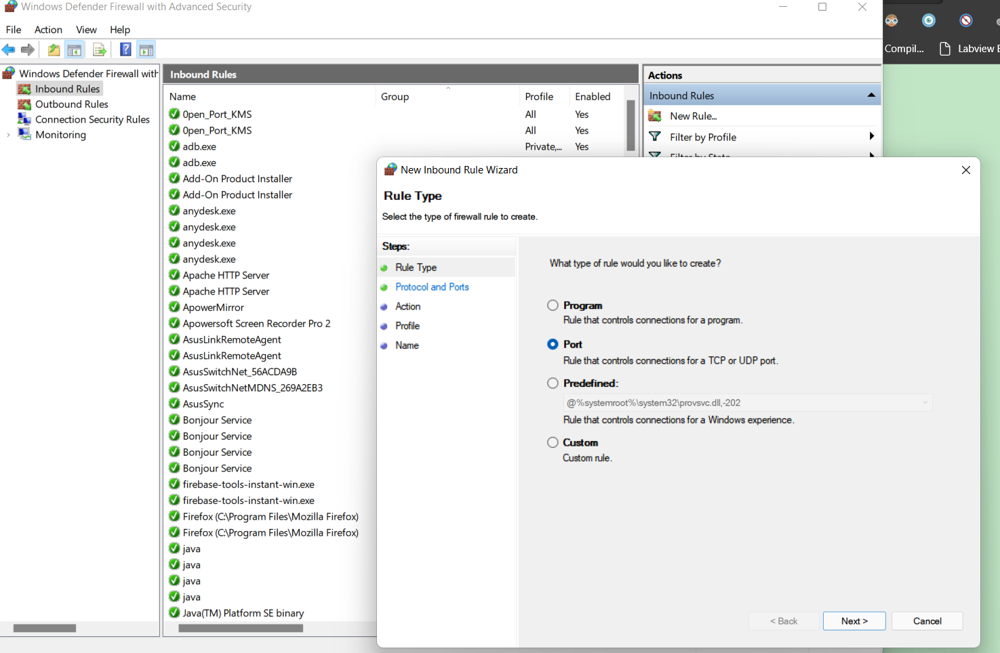 Windows Defender Firewall with Advanced Security
File Action View Help
Compil...
Labview E
Windows Defender Firewall with
Inbound Rules
Outbound Rules
Connection Security Rules
Monitoring
Inbound Rules
Name Group Profile Enabled
0pen_Port_KMS All Yes
0pen_Port_KMS All Yes
adb.exe Private,... Yes
adb.exe
Add-On Product Installer
Add-On Product Installer
anydesk.exe
anydesk.exe
anydesk.exe
anydesk.exe
Apache HTTP Server
Apache HTTP Server
ApowerMirror
Apowersoft Screen Recorder Pro 2
AsusLinkRemoteAgent
AsusLinkRemoteAgent
AsusSwitchNet_56ACDA9B
AsusSwitchNetMDNS_269A2EB3
AsusSync
Bonjour Service
Bonjour Service
Bonjour Service
Bonjour Service
firebase-tools-instant-win.exe
firebase-tools-instant-win.exe
Firefox (C:\Program Files\Mozilla Firefox)
Firefox (C:\Program Files\Mozilla Firefox)
java
java
java
java
Java(TM) Platform SE binary
Actions
Inbound Rules
New Rule...
Filter by Profile
Filter by State
New Inbound Rule Wizard
Rule Type
Select the type of firewall rule to create.
Steps:
Rule Type
Protocol and Ports
Action
Profile
Name
What type of rule would you like to create?
Program
Rule that controls connections for a program.
Port
Rule that controls connections for a TCP or UDP port.
Predefined:
@%systemroot%\system32\provsvc.dll,-202
Rule that controls connections for a Windows experience.
Custom
Custom rule.
< Back Next > Cancel